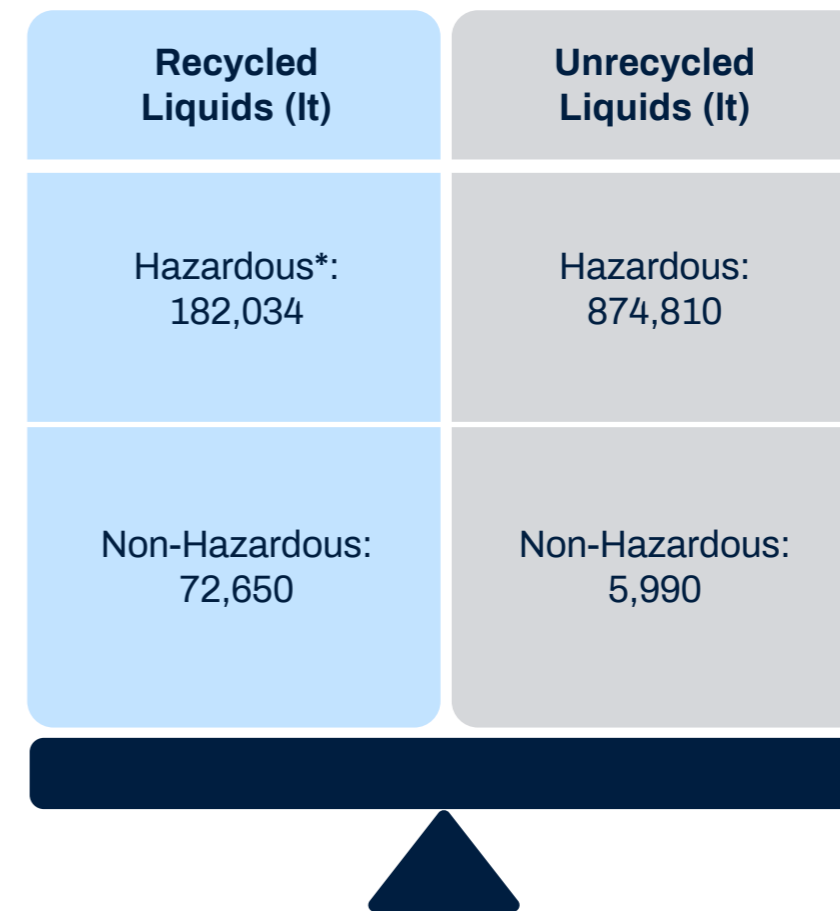 Recycled
Liquids (lt)
Unrecycled
Liquids (lt)
Hazardous*:
182,034
Hazardous:
874,810
Non-Hazardous:
72,650
Non-Hazardous:
5,990